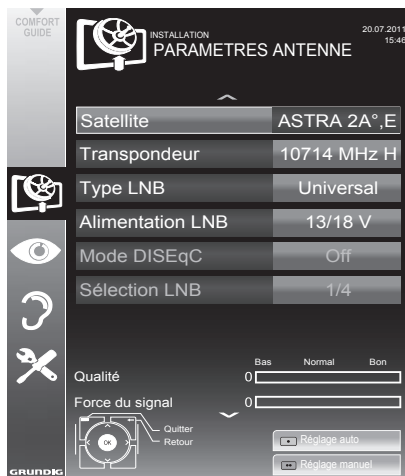 COMFORT
GUIDE
INSTALLATION
PARAMETRES ANTENNE
20.07.2011
15:46
Satellite ASTRA 2A°,E
Transpondeur 10714 MHz H
Type LNB Universal
Alimentation LNB 13/18 V
Mode DISEqC Off
Sélection LNB 1/4
Bas Normal Bon
Qualité 0
Force du signal 0
Quitter
OK
Retour
Réglage auto
Réglage manuel
GRUNDIG